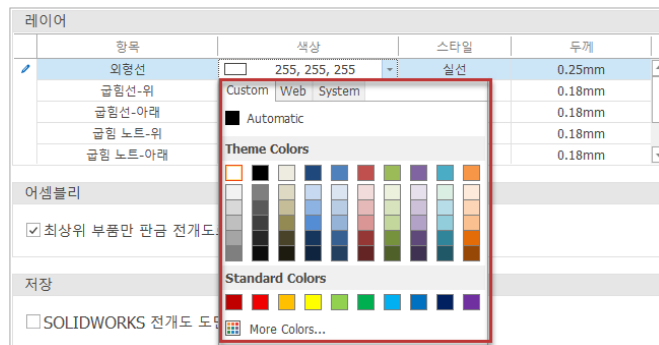 레이어
항목 색상 스타일 두께
외형선 255, 255, 255 실선 0.25mm
굽힘선-위 0.18mm
굽힘선-아래 0.18mm
굽힘 노트-위 0.18mm
굽힘 노트-아래 0.18mm
Custom Web System
Automatic
Theme Colors
어셈블리
최상위 부품만 판금 전개도
Standard Colors
저장
SOLIDWORKS 전개도 도면
More Colors...